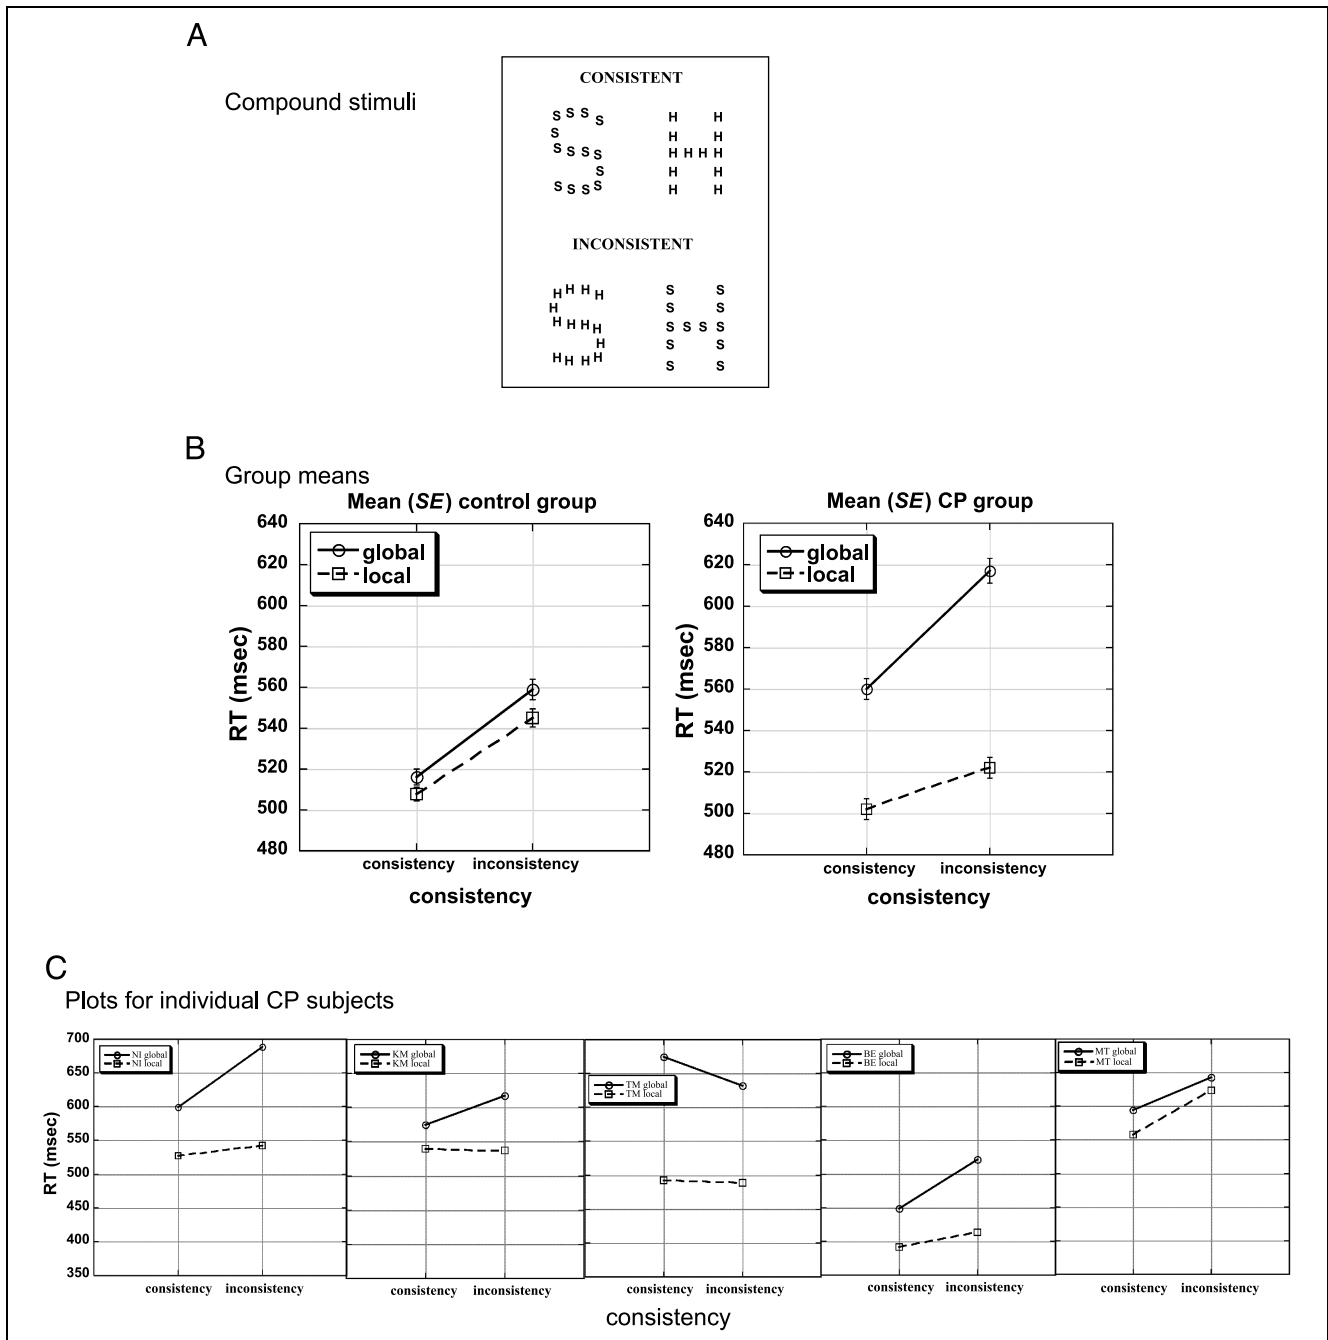 A
Compound stimuli
CONSISTENT
S S S S H H
S H H
S S S S H H H H
S H H
S S S S H H
INCONSISTENT
H H H H S S
H S S
H H H H S S S S
H S S
H H H H S S
B
Group means
Mean (SE) control group
640
620
600
580
560
540
520
500
480
RT (msec)
global
local
consistency inconsistency
consistency
Mean (SE) CP group
640
620
600
580
560
540
520
500
480
RT (msec)
global
local
consistency inconsistency
consistency
C
Plots for individual CP subjects
700
650
600
550
500
450
400
350
RT (msec)
NI global
NI local
KM global
KM local
TM global
TM local
BE global
BE local
MT global
MT local
consistency inconsistency
consistency inconsistency
consistency inconsistency
consistency inconsistency
consistency inconsistency
consistency